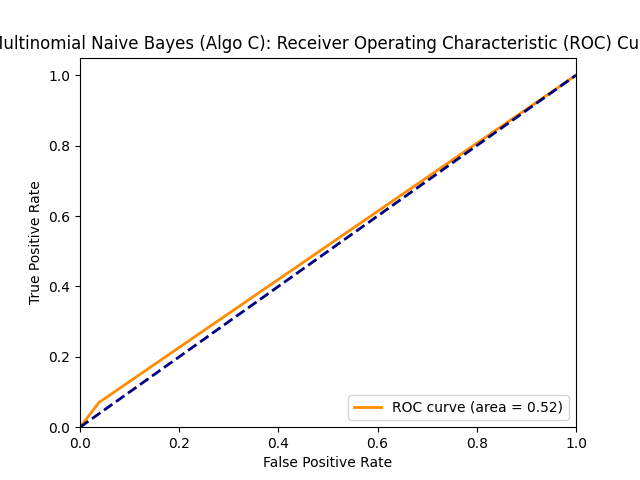 ultinomial Naive Bayes (Algo C): Receiver Operating Characteristic (ROC) Cu
1.0
0.8
0.6
0.4
0.2
0.0
True Positive Rate
ROC curve (area = 0.52)
0.0 0.2 0.4 0.6 0.8 1.0
False Positive Rate